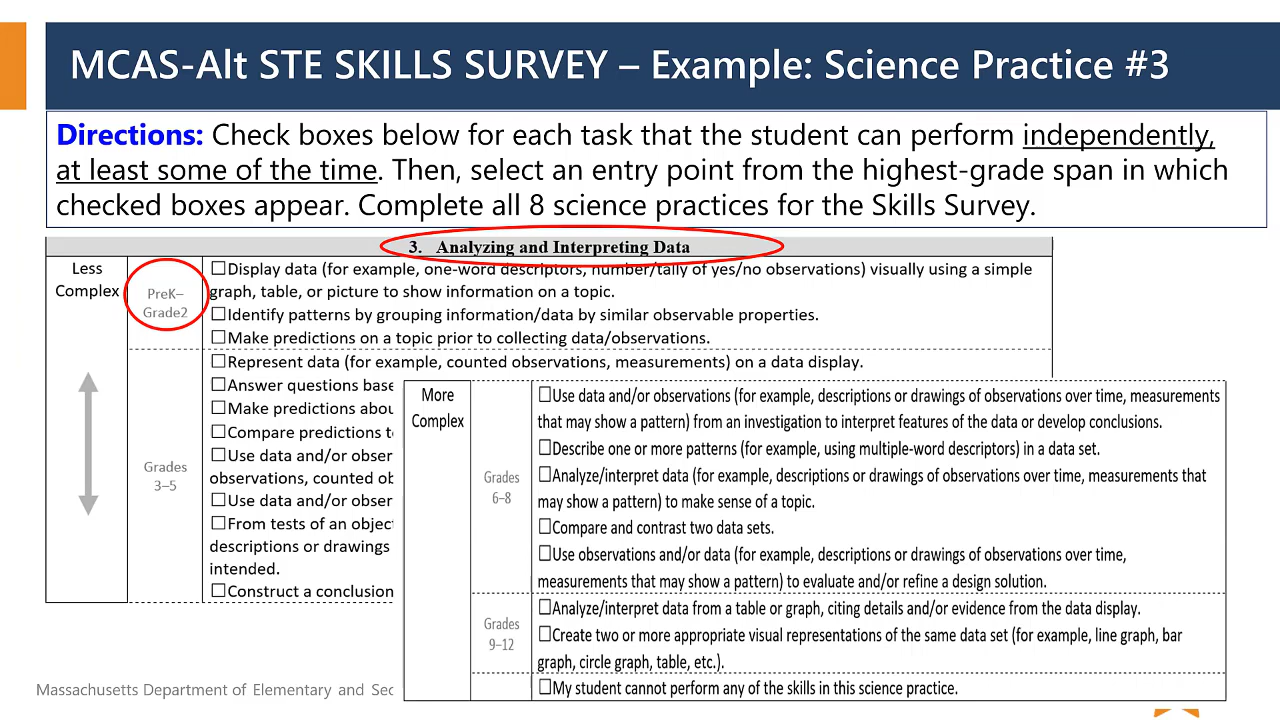 MCAS-Alt STE SKILLS SURVEY – Example: Science Practice #3
Directions: Check boxes below for each task that the student can perform independently,
at least some of the time. Then, select an entry point from the highest-grade span in which
checked boxes appear. Complete all 8 science practices for the Skills Survey.
3. Analyzing and Interpreting Data
Less
Complex
PreK–
Grade2
☐Display data (for example, one-word descriptors, number/tally of yes/no observations) visually using a simple
graph, table, or picture to show information on a topic.
☐Identify patterns by grouping information/data by similar observable properties.
☐Make predictions on a topic prior to collecting data/observations.
Grades
3–5
☐Represent data (for example, counted observations, measurements) on a data display.
☐Answer questions base
☐Make predictions abou
☐Compare predictions t
☐Use data and/or obser
observations, counted ob
☐Use data and/or obser
☐From tests of an object
descriptions or drawings
intended.
☐Construct a conclusion
More
Complex
Grades
6–8
☐Use data and/or observations (for example, descriptions or drawings of observations over time, measurements
that may show a pattern) from an investigation to interpret features of the data or develop conclusions.
☐Describe one or more patterns (for example, using multiple-word descriptors) in a data set.
☐Analyze/interpret data (for example, descriptions or drawings of observations over time, measurements that
may show a pattern) to make sense of a topic.
☐Compare and contrast two data sets.
☐Use observations and/or data (for example, descriptions or drawings of observations over time,
measurements that may show a pattern) to evaluate and/or refine a design solution.
Grades
9–12
☐Analyze/interpret data from a table or graph, citing details and/or evidence from the data display.
☐Create two or more appropriate visual representations of the same data set (for example, line graph, bar
graph, circle graph, table, etc.).
☐My student cannot perform any of the skills in this science practice.
Massachusetts Department of Elementary and Sec